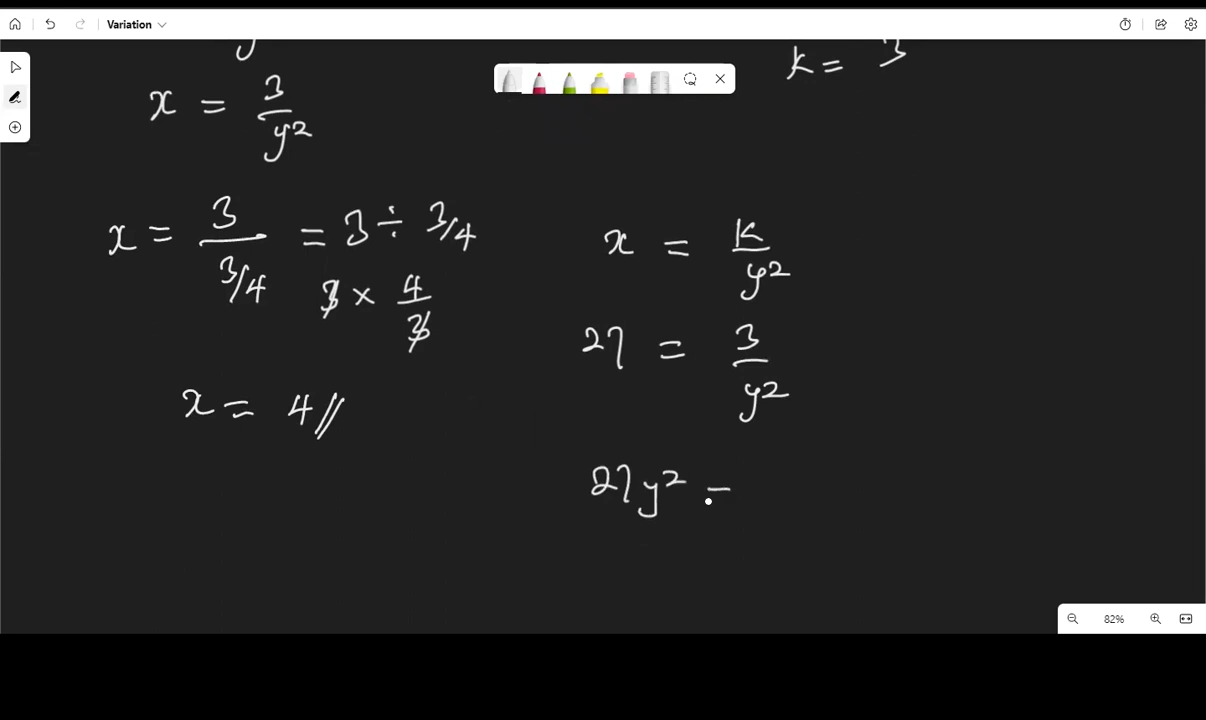 Variation
k = 3
x = 3/y²
x = 3/(3/4) = 3 ÷ 3/4
3 × 4/3
x = 4//
x = k/y²
27 = 3/y²
27y² =
82%